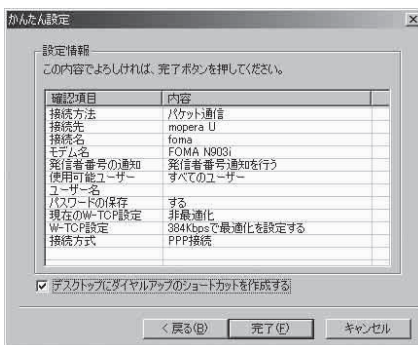 かんたん設定
設定情報
この内容でよろしければ、完了ボタンを押してください。
確認項目 内容
接続方法 パケット通信
接続先 mopera U
接続名 foma
モデム名 FOMA N903i
発信者番号の通知 発信者番号通知を行う
使用可能ユーザー すべてのユーザー
ユーザー名
パスワードの保存 する
現在のW-TCP設定 非最適化
W-TCP設定 384Kbpsで最適化を設定する
接続方式 PPP接続
デスクトップにダイヤルアップのショートカットを作成する
< 戻る(B) 完了(F) キャンセル